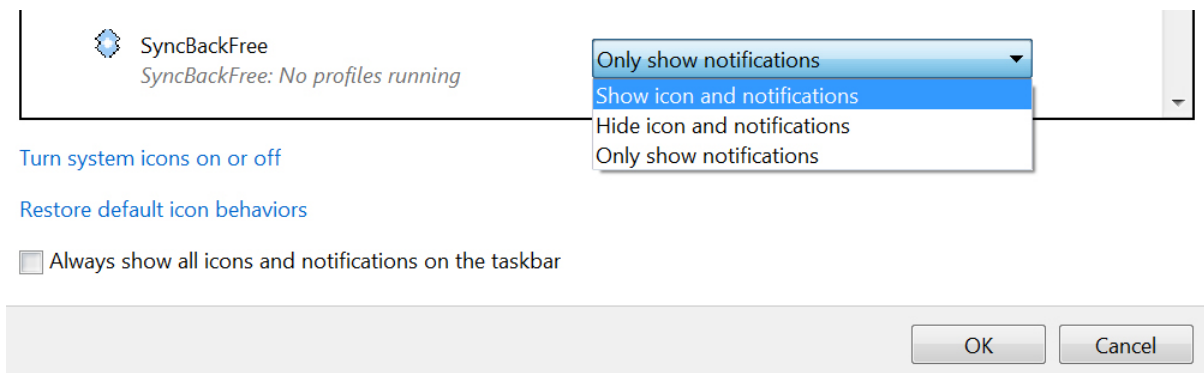 SyncBackFree
SyncBackFree: No profiles running
Only show notifications
Show icon and notifications
Hide icon and notifications
Only show notifications
Turn system icons on or off
Restore default icon behaviors
Always show all icons and notifications on the taskbar
OK
Cancel